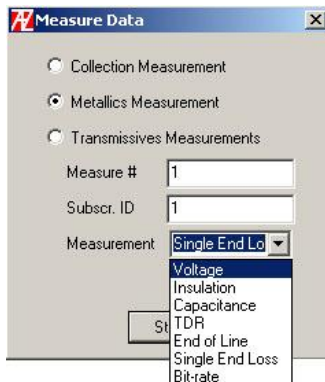 Measure Data
Collection Measurement
Metallics Measurement
Transmissives Measurements
Measure # 1
Subscr. ID 1
Measurement Single End Lo
Voltage
Insulation
Capacitance
TDR
End of Line
Single End Loss
Bit-rate
St